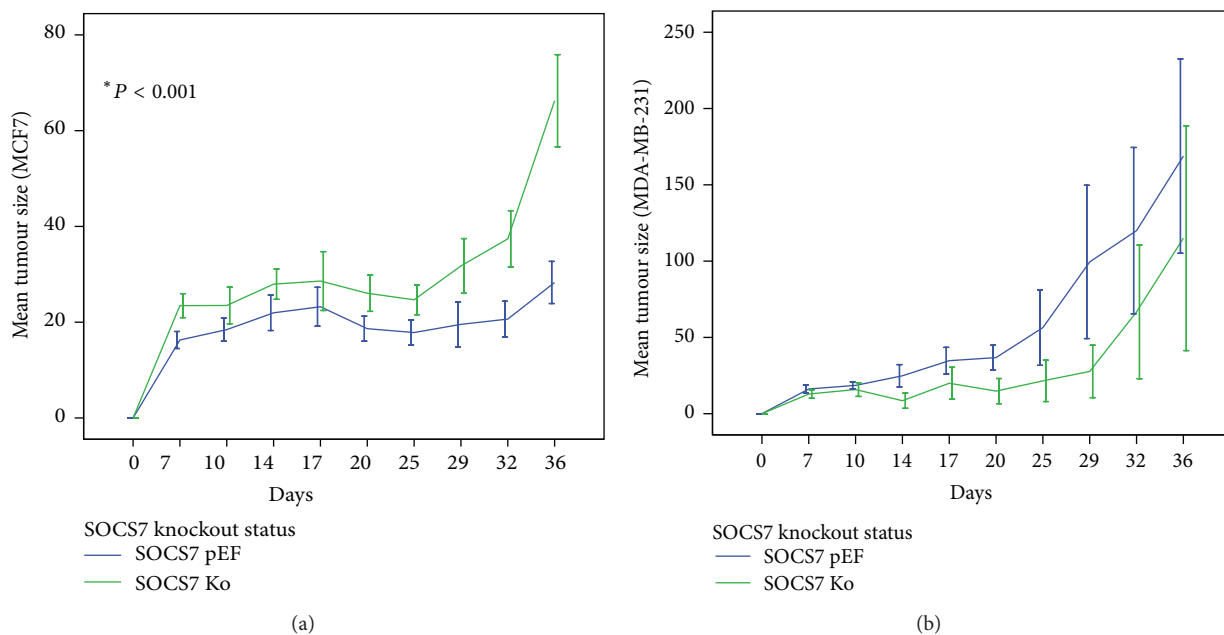 80
60
40
20
0
Mean tumour size (MCF7)
*P < 0.001
0 7 10 14 17 20 25 29 32 36
Days
SOCS7 knockout status
SOCS7 pEF
SOCS7 Ko
(a)
250
200
150
100
50
0
Mean tumour size (MDA-MB-231)
0 7 10 14 17 20 25 29 32 36
Days
SOCS7 knockout status
SOCS7 pEF
SOCS7 Ko
(b)